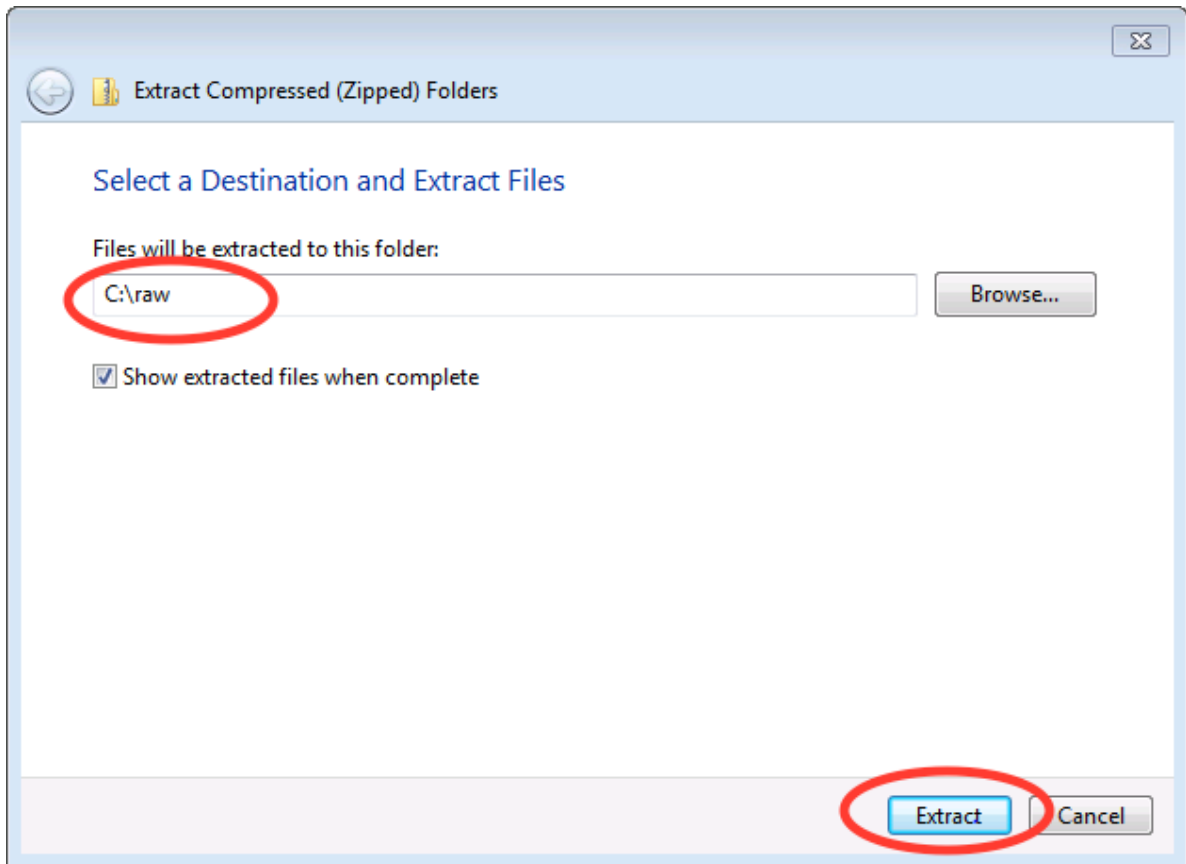 Extract Compressed (Zipped) Folders
Select a Destination and Extract Files
Files will be extracted to this folder:
C:\raw
Browse...
Show extracted files when complete
Extract
Cancel